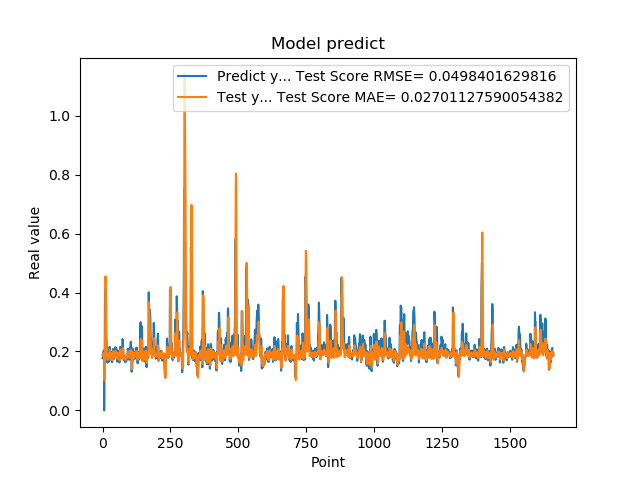 Model predict
Predict y... Test Score RMSE= 0.0498401629816
Test y... Test Score MAE= 0.02701127590054382
Real value
1.0
0.8
0.6
0.4
0.2
0.0
0 250 500 750 1000 1250 1500
Point